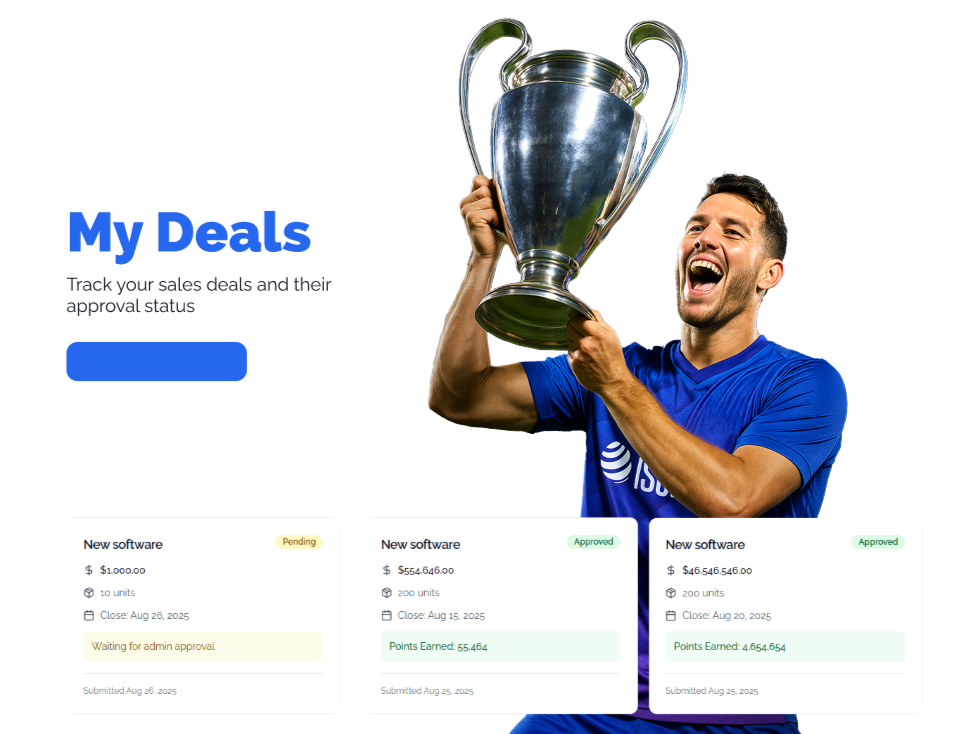 My Deals
Track your sales deals and their
approval status
New software
Pending
$1.000.00
10 units
Close: Aug 26, 2025
Waiting for admin approval
Submitted Aug 26, 2025
New software
Approved
$554.646.00
200 units
Close: Aug 15, 2025
Points Earned: 55.464
Submitted Aug 25, 2025
New software
Approved
$46.546.546.00
200 units
Close: Aug 20, 2025
Points Earned: 4.654.654
Submitted Aug 25, 2025